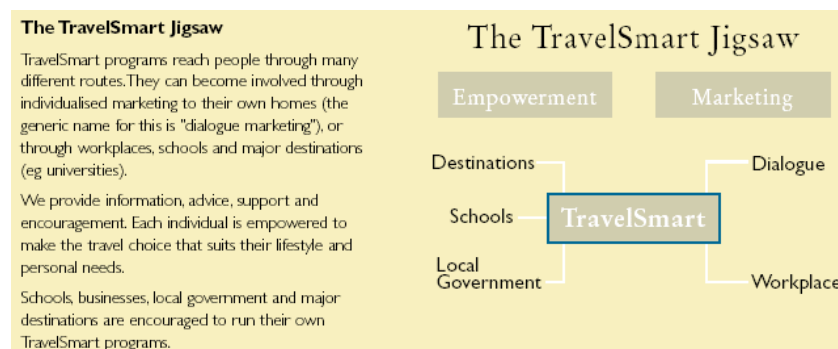 The TravelSmart Jigsaw
TravelSmart programs reach people through many
different routes. They can become involved through
individualised marketing to their own homes (the
generic name for this is "dialogue marketing"), or
through workplaces, schools and major destinations
(eg universities).
We provide information, advice, support and
encouragement. Each individual is empowered to
make the travel choice that suits their lifestyle and
personal needs.
Schools, businesses, local government and major
destinations are encouraged to run their own
TravelSmart programs.
The TravelSmart Jigsaw
Empowerment
Marketing
Destinations
Dialogue
Schools
TravelSmart
Local
Government
Workplace